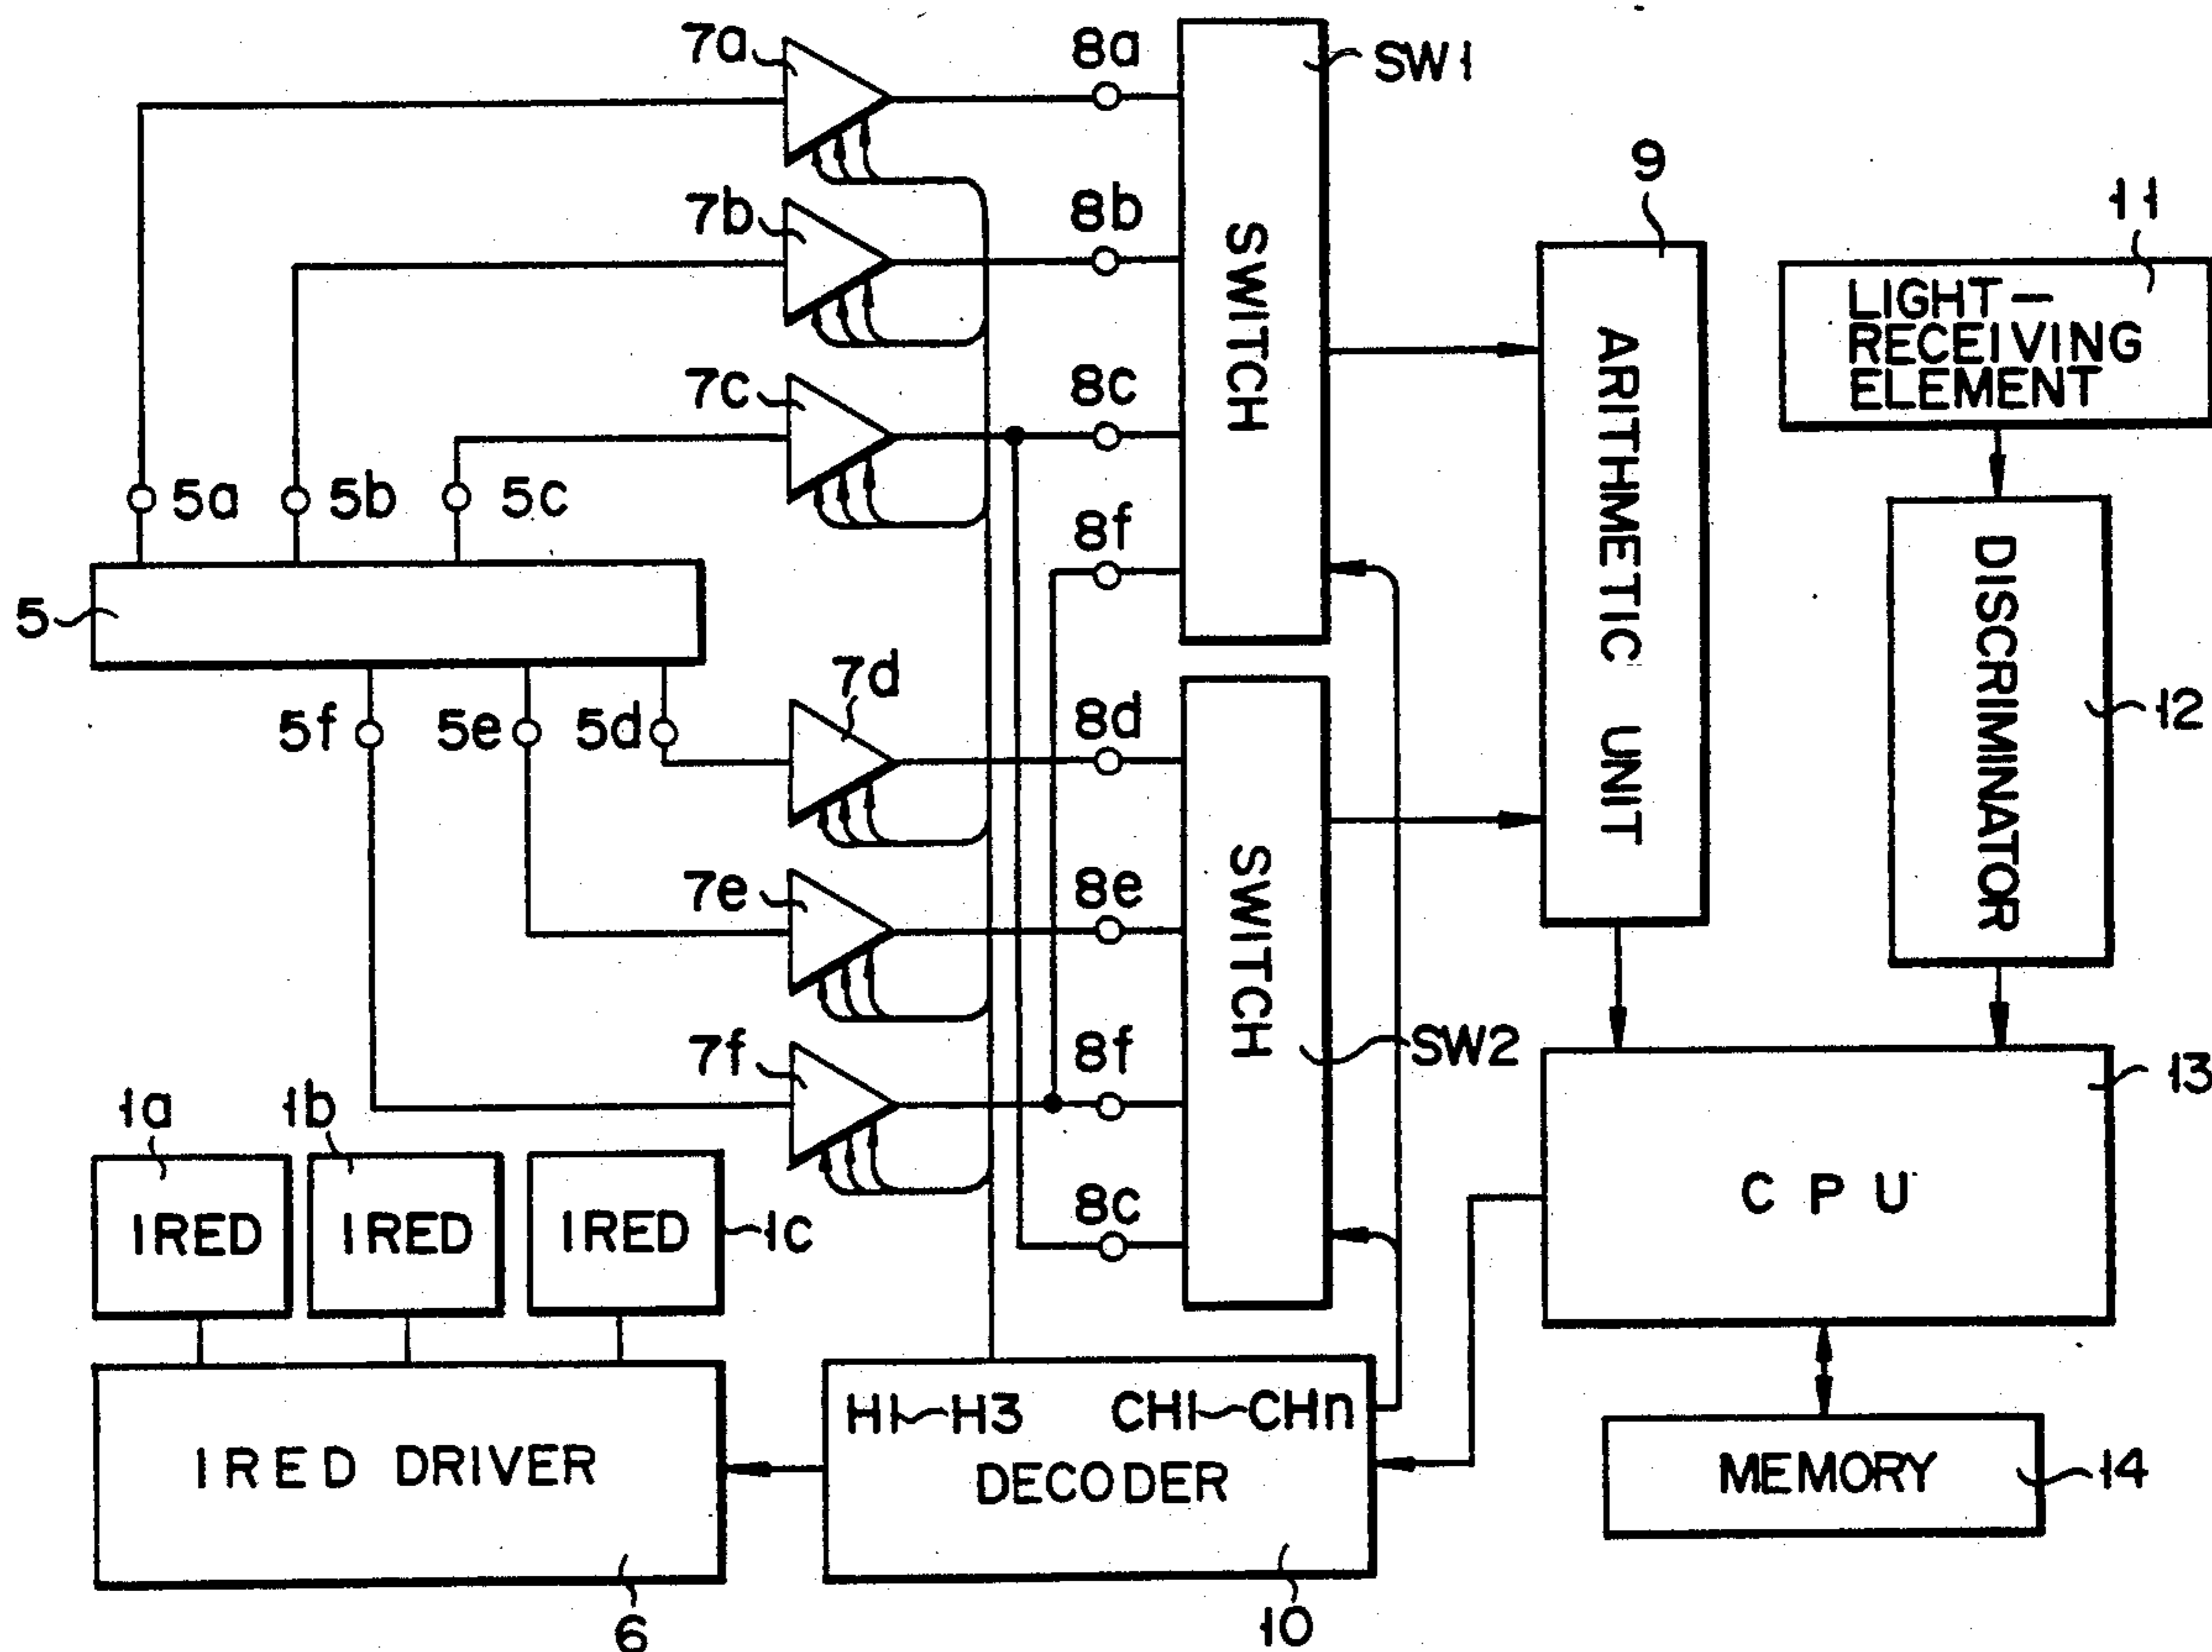 7a
8a
SW1
7b
8b
9
11
SWITCH
LIGHT-
RECEIVING
ELEMENT
7c
8c
ARITHMETIC UNIT
5a
5b
5c
8f
DISCRIMINATOR
5
7d
5f
5e
5d
8d
12
7e
8e
SWITCH
7f
8f
SW2
13
1a
1b
CPU
8c
IRED
IRED
IRED
1c
H1~H3
CH1~CHn
IRED DRIVER
DECODER
MEMORY
14
6
10